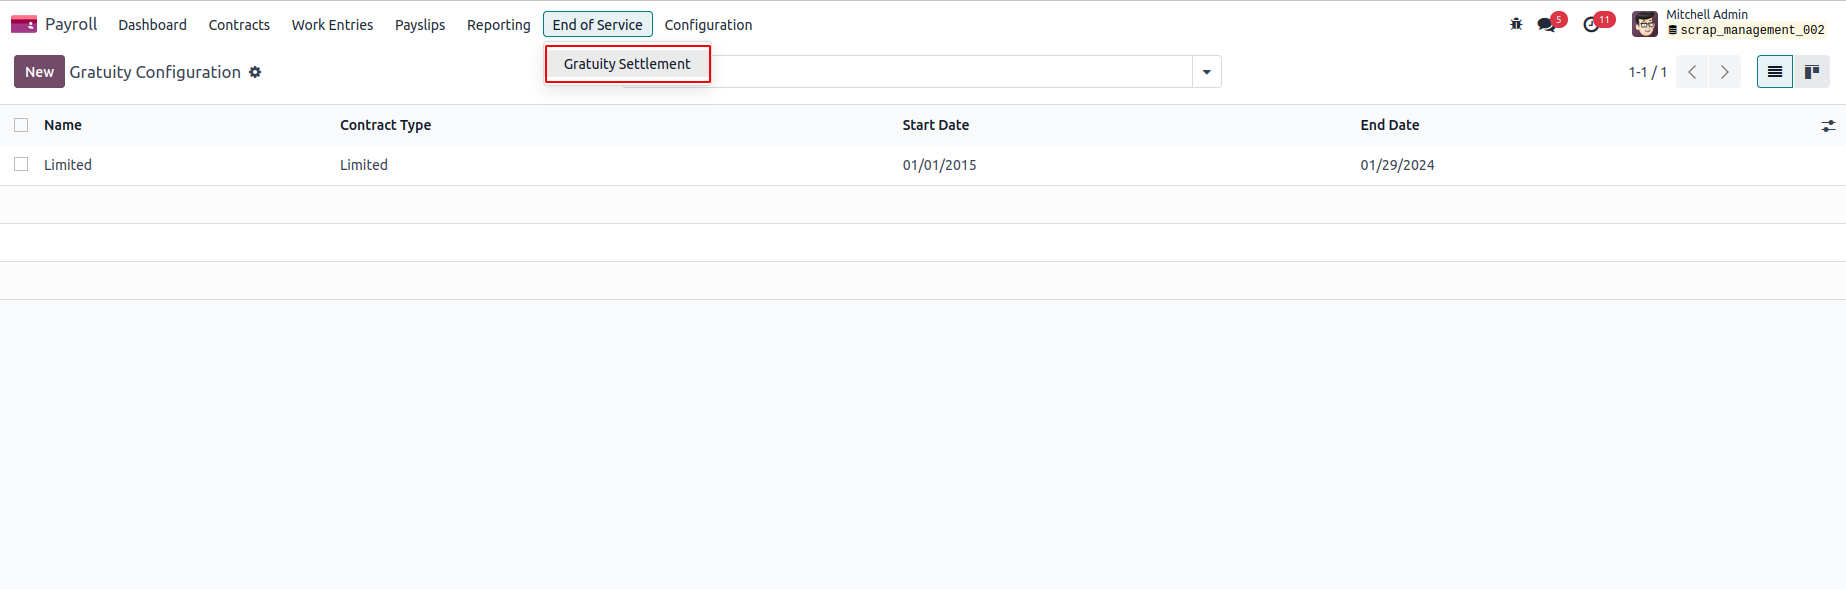 Payroll Dashboard Contracts Work Entries Payslips Reporting End of Service Configuration 5 11 Mitchell Admin
scrap_management_002
New Gratuity Configuration Gratuity Settlement 1-1 / 1
Name Contract Type Start Date End Date
Limited Limited 01/01/2015 01/29/2024